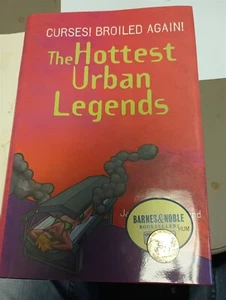 CURSES! BROILED AGAIN!
The Hottest
Urban
Legends
BARNES&NOBLE
BOOKSELLERS